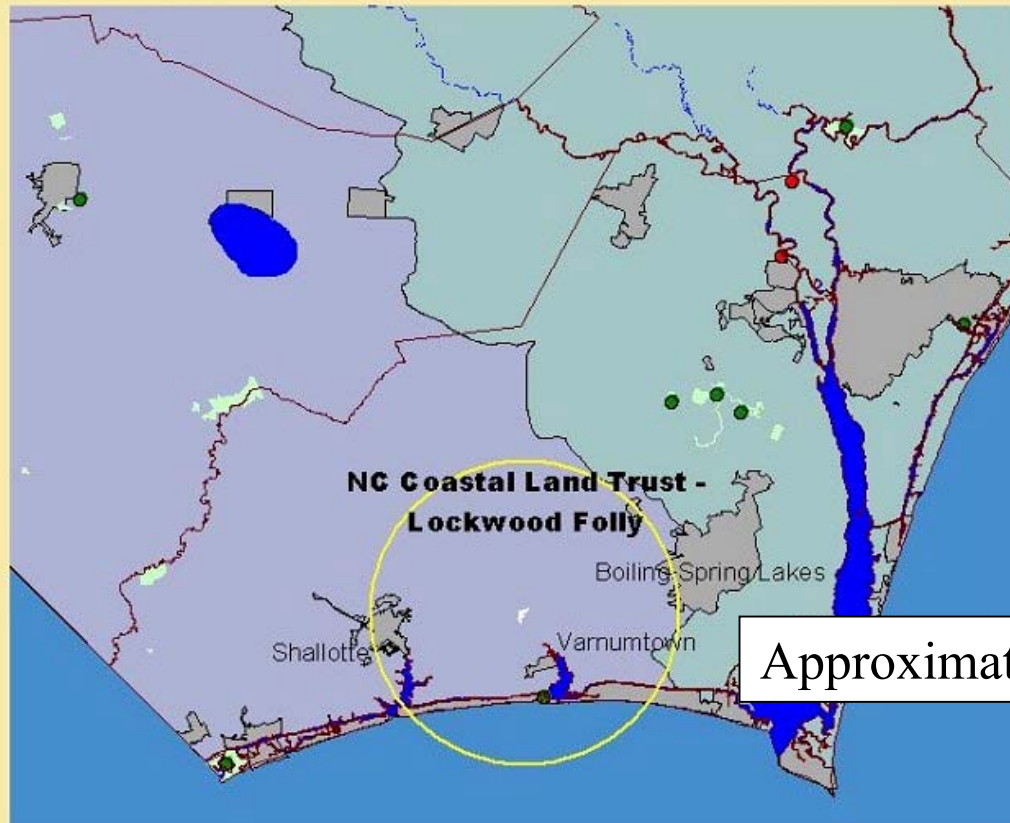 NC Coastal Land Trust -
Lockwood Folly
Boiling Spring Lakes
Shallotte
Varnumtown
Approximat